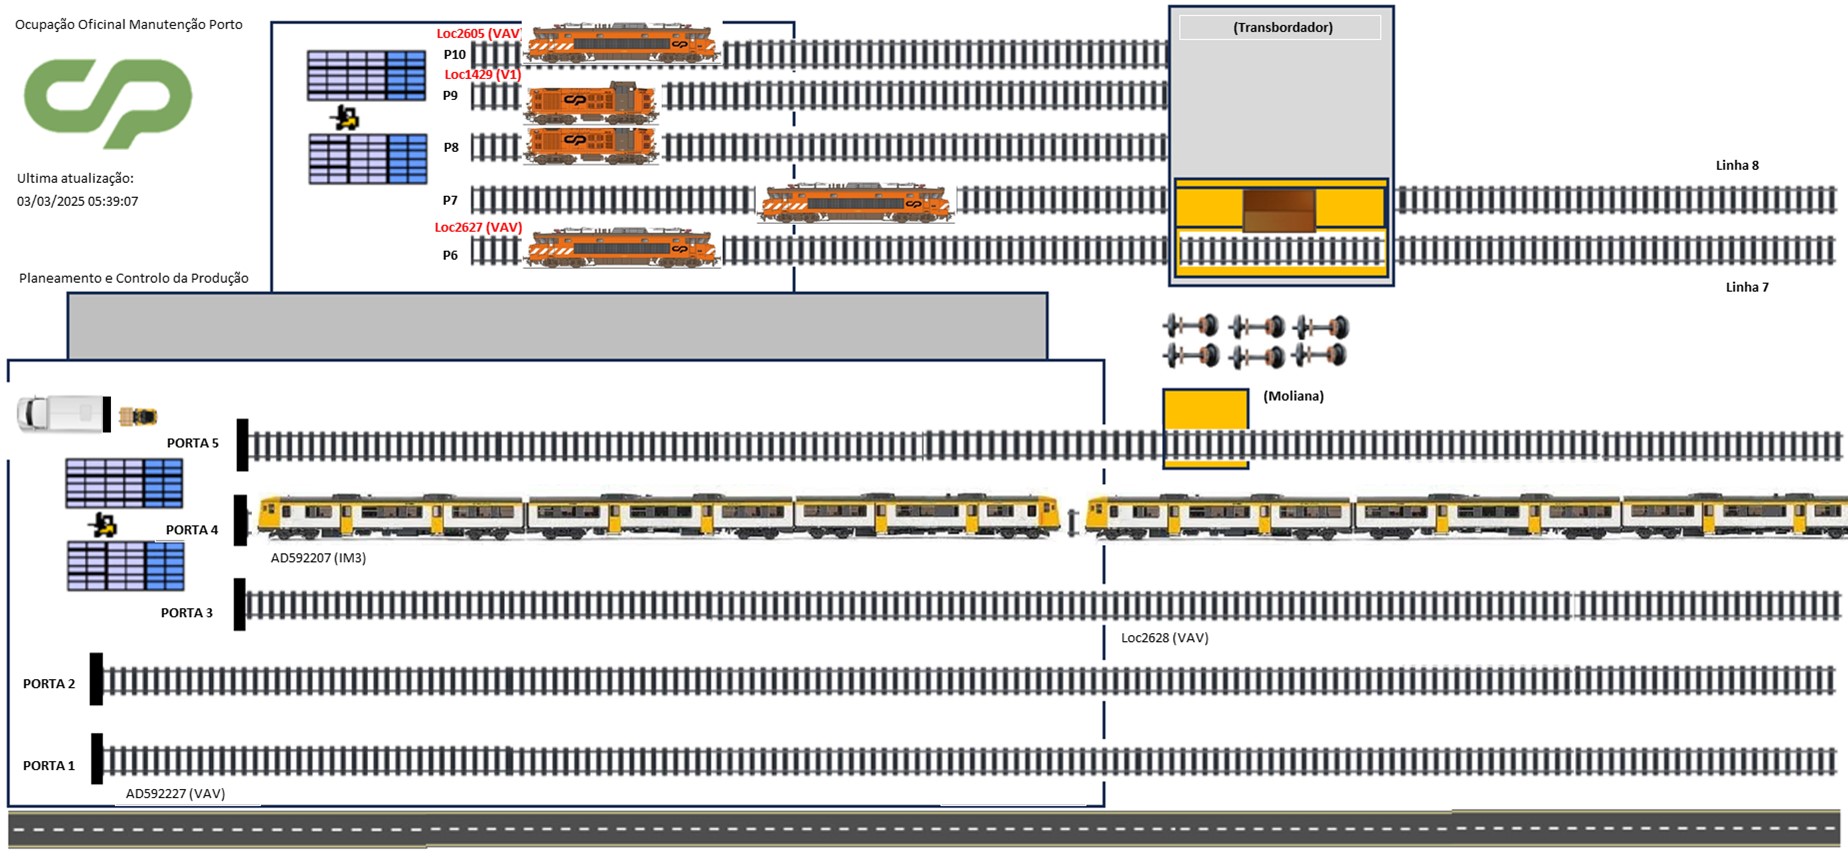 Ocupação Oficinal Manutenção Porto
Ultima atualização:
03/03/2025 05:39:07
Planeamento e Controlo da Produção
Loc2605 (VAV)
P10
Loc1429 (V1)
P9
P8
P7
Loc2627 (VAV)
P6
(Transbordador)
Linha 8
Linha 7
(Moliana)
PORTA 5
PORTA 4
AD592207 (IM3)
PORTA 3
Loc2628 (VAV)
PORTA 2
PORTA 1
AD592227 (VAV)